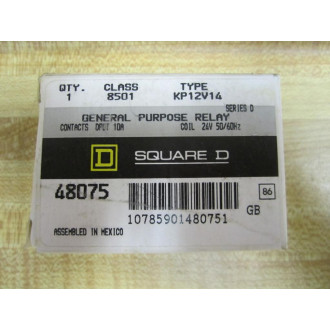 QTY. CLASS TYPE
1 8501 KP12V14
SERIES D
GENERAL PURPOSE RELAY
CONTACTS DPDT 10A COIL 24V 50/60Hz
D SQUARE D
48075
86
GB
10785901480751
ASSEMBLED IN MEXICO